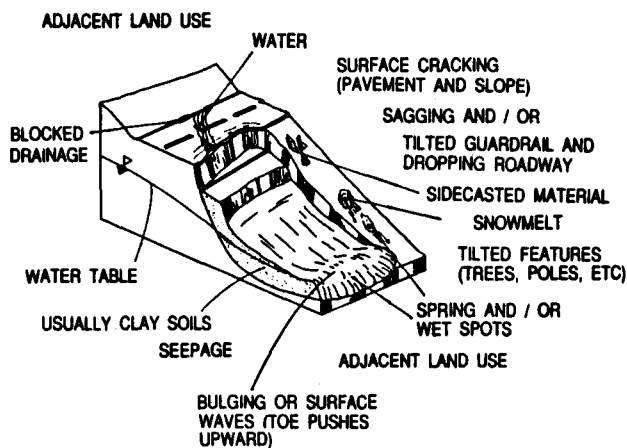 ADJACENT LAND USE
WATER
SURFACE CRACKING
(PAVEMENT AND SLOPE)
SAGGING AND / OR
BLOCKED
DRAINAGE
TILTED GUARDRAIL AND
DROPPING ROADWAY
SIDECASTED MATERIAL
SNOWMELT
WATER TABLE
TILTED FEATURES
(TREES, POLES, ETC)
USUALLY CLAY SOILS
SEEPAGE
SPRING AND / OR
WET SPOTS
ADJACENT LAND USE
BULGING OR SURFACE
WAVES (TOE PUSHES
UPWARD)